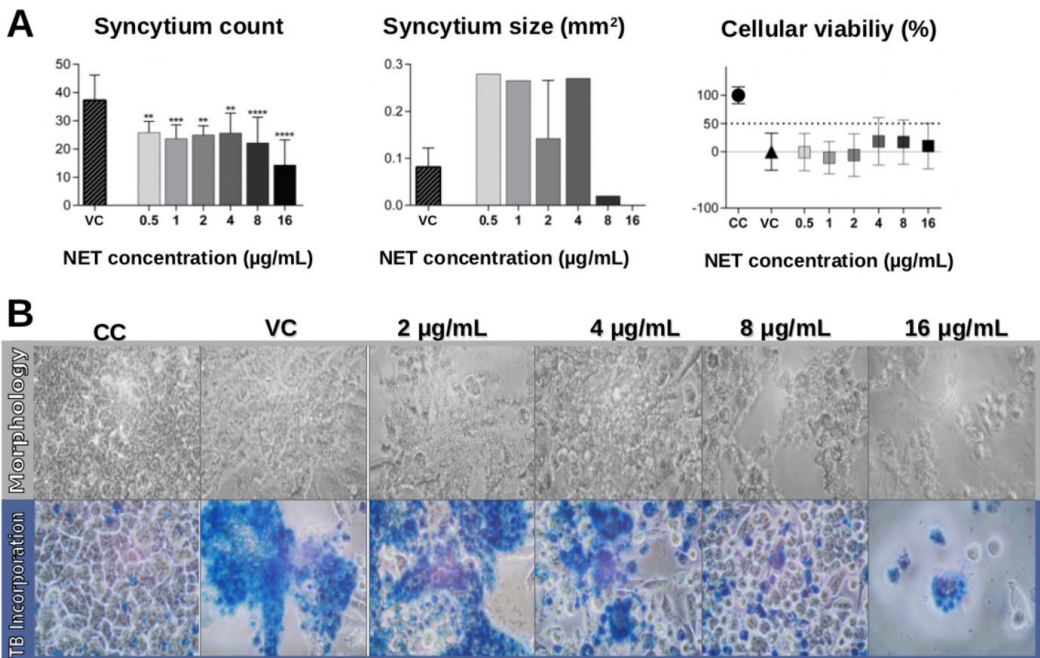 A
Syncytium count
Syncytium size (mm²)
Cellular viabiliy (%)
50
40
30
20
10
0
**
***
**
**
****
****
VC
0.5
1
2
4
8
16
NET concentration (µg/mL)
0.3
0.2
0.1
0.0
VC
0.5
1
2
4
8
16
NET concentration (µg/mL)
100
50
0
-100
CC
VC
0.5
1
2
4
8
16
NET concentration (µg/mL)
B
CC
VC
2 µg/mL
4 µg/mL
8 µg/mL
16 µg/mL
Morphology
TB Incorporation